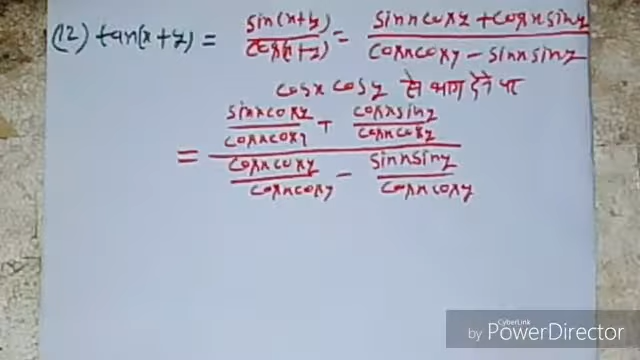 (12) tan(x+y) = sin(x+y)/cos(x+y) = sinx cosy + cosx siny / cosx cosy - sinx siny
cosx cosy से भाग देने पर
= sinx cosy/cosx cosy + cosx siny/cosx cosy / cosx cosy/cosx cosy - sinx siny/cosx cosy
by CyberLink PowerDirector